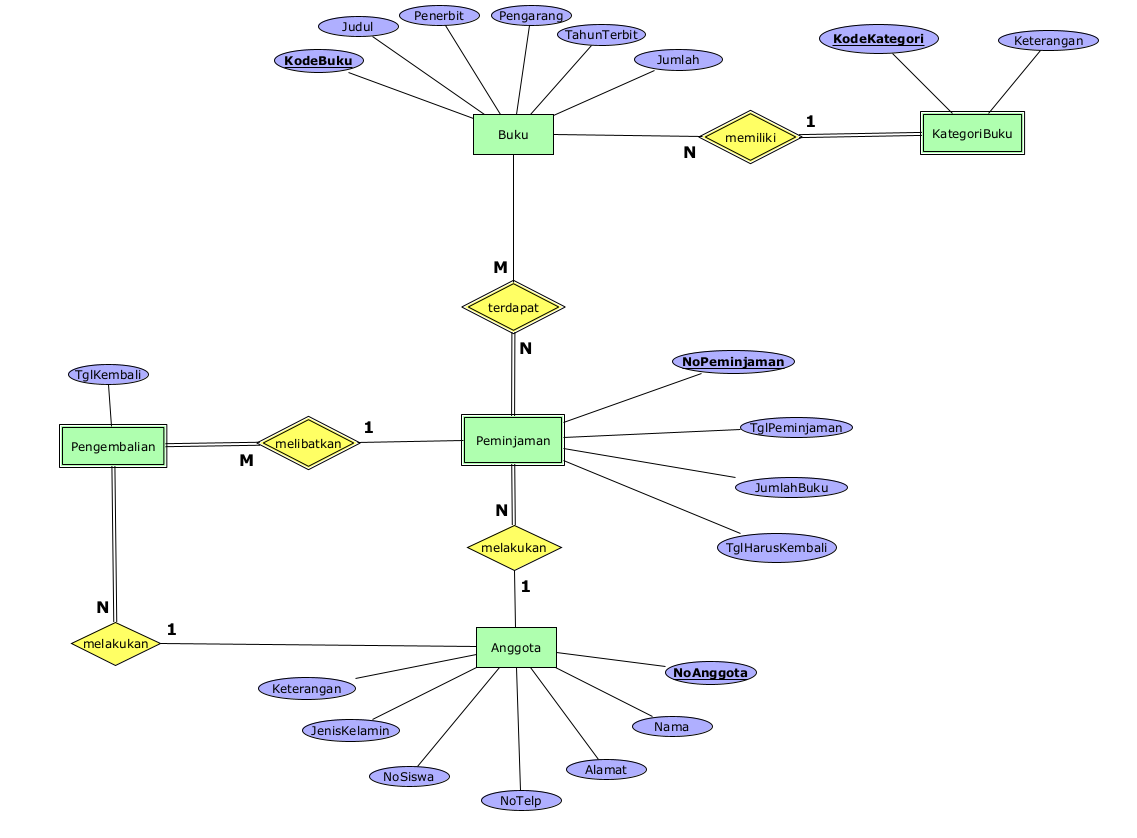 Penerbit
Pengarang
Judul
TahunTerbit
KodeBuku
Jumlah
KodeKategori
Keterangan
Buku
memiliki
N
1
KategoriBuku
M
terdapat
N
NoPeminjaman
TglPeminjaman
JumlahBuku
TglHarusKembali
TglKembali
Pengembalian
M
melibatkan
1
Peminjaman
N
melakukan
1
N
melakukan
1
Anggota
NoAnggota
Keterangan
Nama
JenisKelamin
Alamat
NoSiswa
NoTelp